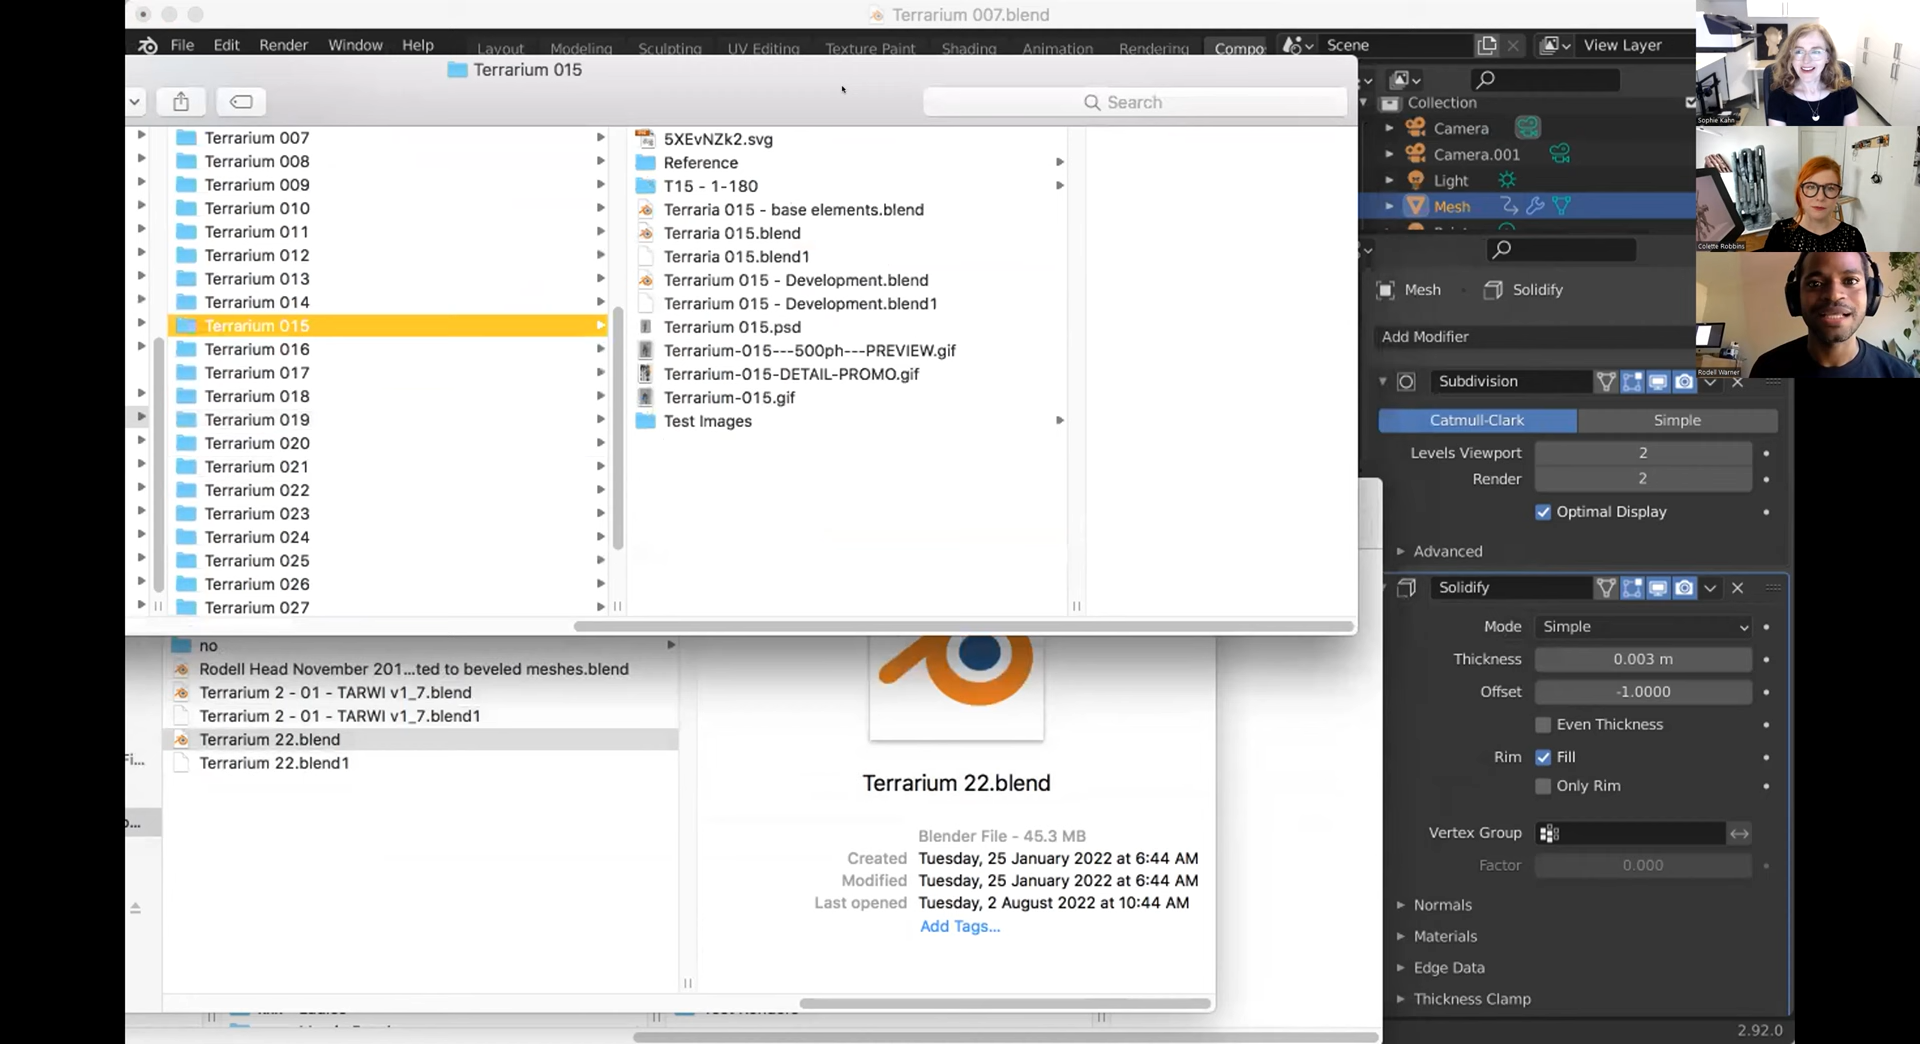 Terrarium 007.blend
File Edit Render Window Help
Layout Modeling Sculpting UV Editing Texture Paint Shading Animation Rendering Compo
Scene
View Layer
Terrarium 015
Search
Terrarium 007
Terrarium 008
Terrarium 009
Terrarium 010
Terrarium 011
Terrarium 012
Terrarium 013
Terrarium 014
Terrarium 015
Terrarium 016
Terrarium 017
Terrarium 018
Terrarium 019
Terrarium 020
Terrarium 021
Terrarium 022
Terrarium 023
Terrarium 024
Terrarium 025
Terrarium 026
Terrarium 027
5XEvNZk2.svg
Reference
T15 - 1-180
Terraria 015 - base elements.blend
Terraria 015.blend
Terraria 015.blend1
Terrarium 015 - Development.blend
Terrarium 015 - Development.blend1
Terrarium 015.psd
Terrarium-015---500ph---PREVIEW.gif
Terrarium-015-DETAIL-PROMO.gif
Terrarium-015.gif
Test Images
no
Rodell Head November 201...ted to beveled meshes.blend
Terrarium 2 - 01 - TARWI v1_7.blend
Terrarium 2 - 01 - TARWI v1_7.blend1
Terrarium 22.blend
Terrarium 22.blend1
Terrarium 22.blend
Blender File - 45.3 MB
Created Tuesday, 25 January 2022 at 6:44 AM
Modified Tuesday, 25 January 2022 at 6:44 AM
Last opened Tuesday, 2 August 2022 at 10:44 AM
Add Tags...
Collection
Camera
Camera.001
Light
Mesh
Mesh Solidify
Add Modifier
Subdivision
Catmull-Clark Simple
Levels Viewport 2
Render 2
Optimal Display
Advanced
Solidify
Mode Simple
Thickness 0.003 m
Offset -1.0000
Even Thickness
Rim Fill
Only Rim
Vertex Group
Factor 0.000
Normals
Materials
Edge Data
Thickness Clamp
2.92.0
Sophie Kahn
Colette Robbins
Rodell Warner